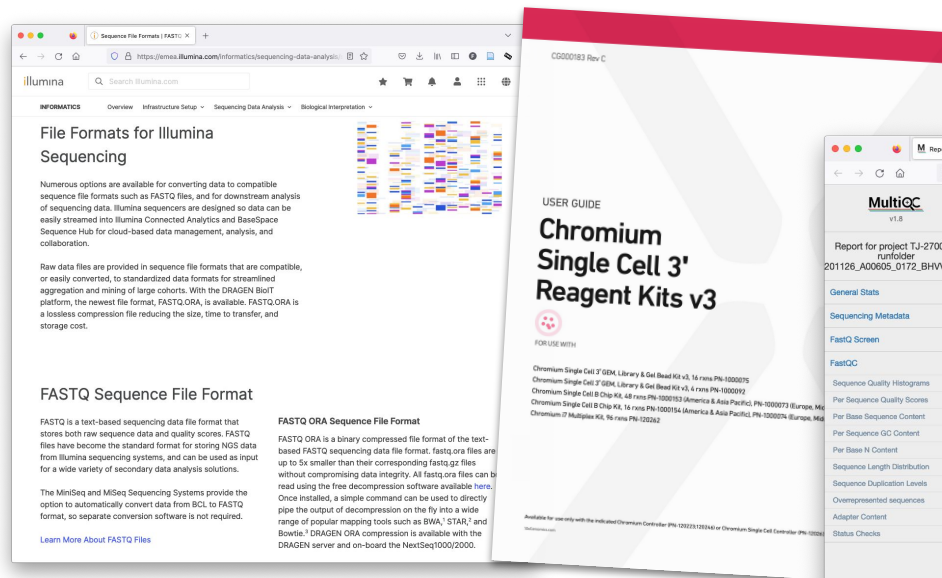 Sequence File Formats | FASTQ
https://emea.illumina.com/informatics/sequencing-data-analysis/
illumina
Search Illumina.com
INFORMATICS Overview Infrastructure Setup Sequencing Data Analysis Biological Interpretation
File Formats for Illumina
Sequencing
Numerous options are available for converting data to compatible
sequence file formats such as FASTQ files, and for downstream analysis
of sequencing data. Illumina sequencers are designed so data can be
easily streamed into Illumina Connected Analytics and BaseSpace
Sequence Hub for cloud-based data management, analysis, and
collaboration.
Raw data files are provided in sequence file formats that are compatible,
or easily converted, to standardized data formats for streamlined
aggregation and mining of large cohorts. With the DRAGEN BioIT
platform, the newest file format, FASTQ.ORA, is available. FASTQ.ORA is
a lossless compression file reducing the size, time to transfer, and
storage cost.
FASTQ Sequence File Format
FASTQ is a text-based sequencing data file format that
stores both raw sequence data and quality scores. FASTQ
files have become the standard format for storing NGS data
from Illumina sequencing systems, and can be used as input
for a wide variety of secondary data analysis solutions.
The MiniSeq and MiSeq Sequencing Systems provide the
option to automatically convert data from BCL to FASTQ
format, so separate conversion software is not required.
Learn More About FASTQ Files
FASTQ ORA Sequence File Format
FASTQ ORA is a binary compressed file format of the text-
based FASTQ sequencing data file format. fastq.ora files are
up to 5x smaller than their corresponding fastq.gz files
without compromising data integrity. All fastq.ora files can be
read using the free decompression software available here.
Once installed, a simple command can be used to directly
pipe the output of decompression on the fly into a wide
range of popular mapping tools such as BWA,¹ STAR,² and
Bowtie.³ DRAGEN ORA compression is available with the
DRAGEN server and on-board the NextSeq1000/2000.
CG000183 Rev C
USER GUIDE
Chromium
Single Cell 3'
Reagent Kits v3
FOR USE WITH
Chromium Single Cell 3' GEM, Library & Gel Bead Kit v3, 16 rxns PN-1000075
Chromium Single Cell 3' GEM, Library & Gel Bead Kit v3, 4 rxns PN-1000092
Chromium Single Cell B Chip Kit, 48 rxns PN-1000153 (America & Asia Pacific), PN-1000073 (Europe, Mid
Chromium Single Cell B Chip Kit, 16 rxns PN-1000154 (America & Asia Pacific), PN-1000074 (Europe, Mid
Chromium i7 Multiplex Kit, 96 rxns PN-120262
Available for use only with the indicated Chromium Controller (PN-120223;120246) or Chromium Single Cell Controller
M Repo
MultiQC
v1.8
Report for project TJ-2700
runfolder
201126_A00605_0172_BHVV
General Stats
Sequencing Metadata
FastQ Screen
FastQC
Sequence Quality Histograms
Per Sequence Quality Scores
Per Base Sequence Content
Per Sequence GC Content
Per Base N Content
Sequence Length Distribution
Sequence Duplication Levels
Overrepresented sequences
Adapter Content
Status Checks